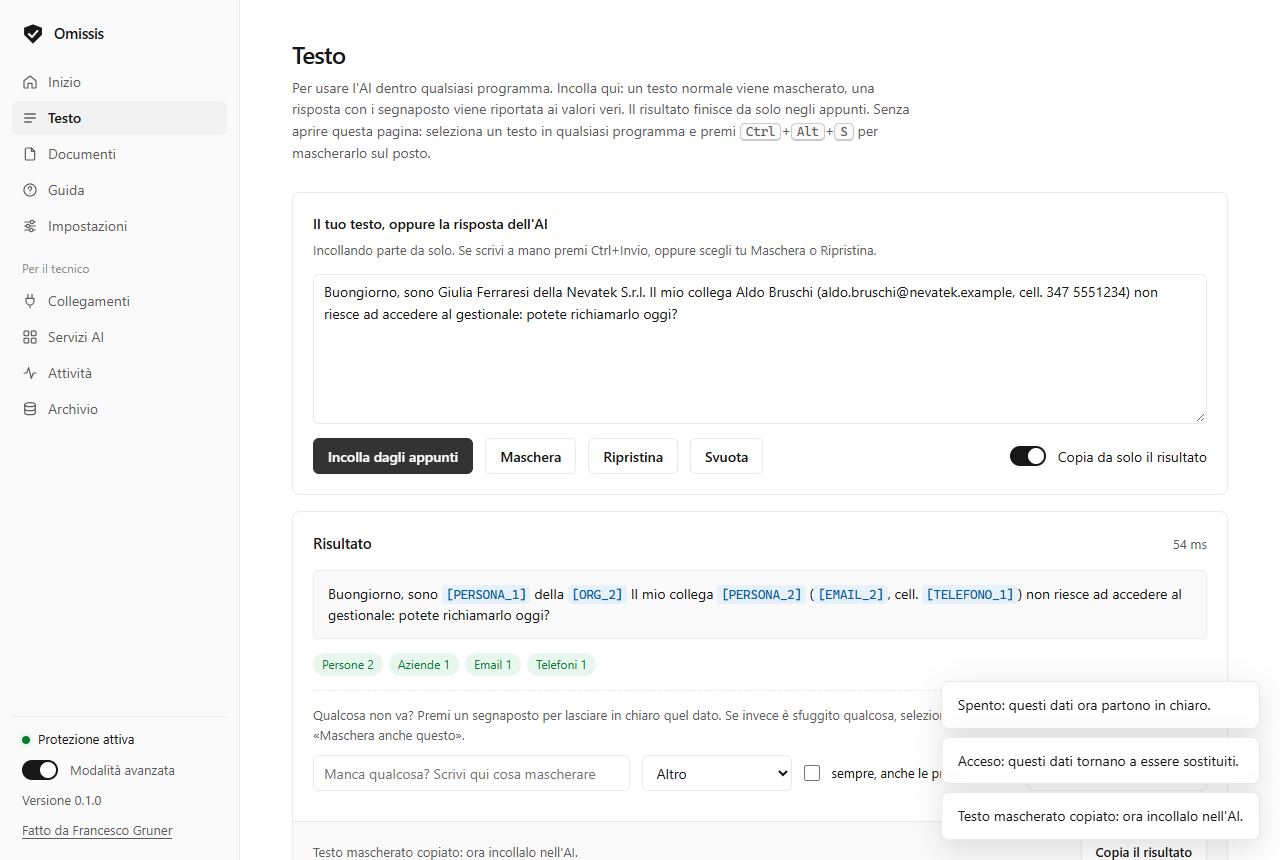 Omissis
Inizio
Testo
Documenti
Guida
Impostazioni
Per il tecnico
Collegamenti
Servizi AI
Attività
Archivio
Protezione attiva
Modalità avanzata
Versione 0.1.0
Fatto da Francesco Gruner
Testo
Per usare l'AI dentro qualsiasi programma. Incolla qui: un testo normale viene mascherato, una
risposta con i segnaposto viene riportata ai valori veri. Il risultato finisce da solo negli appunti. Senza
aprire questa pagina: seleziona un testo in qualsiasi programma e premi Ctrl+Alt+S per
mascherarlo sul posto.
Il tuo testo, oppure la risposta dell'AI
Incollando parte da solo. Se scrivi a mano premi Ctrl+Invio, oppure scegli tu Maschera o Ripristina.
Buongiorno, sono Giulia Ferraresi della Nevatek S.r.l. Il mio collega Aldo Bruschi (aldo.bruschi@nevatek.example, cell. 347 5551234) non
riesce ad accedere al gestionale: potete richiamarlo oggi?
Incolla dagli appunti
Maschera
Ripristina
Svuota
Copia da solo il risultato
Risultato
54 ms
Buongiorno, sono [PERSONA_1] della [ORG_2] Il mio collega [PERSONA_2] ([EMAIL_2], cell. [TELEFONO_1]) non riesce ad accedere al
gestionale: potete richiamarlo oggi?
Persone 2
Aziende 1
Email 1
Telefoni 1
Qualcosa non va? Premi un segnaposto per lasciare in chiaro quel dato. Se invece è sfuggito qualcosa,
«Maschera anche questo».
Manca qualcosa? Scrivi qui cosa mascherare
Altro
sempre, anche le
Testo mascherato copiato: ora incollalo nell'AI.
Copia il risultato
Spento: questi dati ora partono in chiaro.
Acceso: questi dati tornano a essere sostituiti.
Testo mascherato copiato: ora incollalo nell'AI.